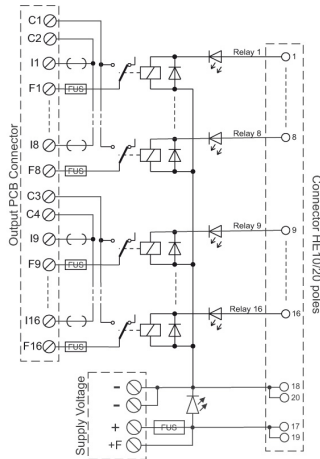 C1
C2
I1
F1
FUS
Relay 1
1
I8
F8
FUS
Relay 8
8
C3
C4
I9
F9
FUS
Relay 9
9
I16
F16
FUS
Relay 16
16
Output PCB Connector
Connector HE10/20 poles
Supply Voltage
-
-
+
+F
FUS
18
20
17
19